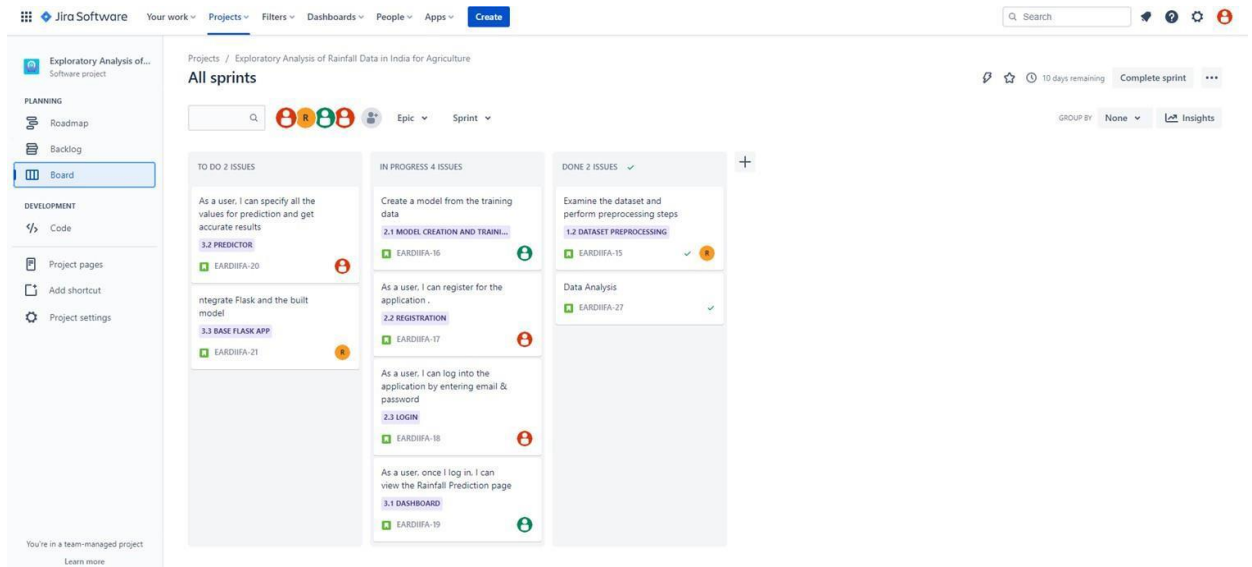 Jira Software Your work Projects Filters Dashboards People Apps Create Search
Exploratory Analysis of...
Software project
PLANNING
Roadmap
Backlog
Board
DEVELOPMENT
Code
Project pages
Add shortcut
Project settings
You're in a team-managed project
Learn more
Projects / Exploratory Analysis of Rainfall Data in India for Agriculture
All sprints
10 days remaining Complete sprint
R
Epic Sprint
GROUP BY None Insights
TO DO 2 ISSUES
As a user, I can specify all the
values for prediction and get
accurate results
3.2 PREDICTOR
EARDIIFA-20
ntegrate Flask and the built
model
3.3 BASE FLASK APP
EARDIIFA-21 R
IN PROGRESS 4 ISSUES
Create a model from the training
data
2.1 MODEL CREATION AND TRAINI...
EARDIIFA-16
As a user, I can register for the
application .
2.2 REGISTRATION
EARDIIFA-17
As a user, I can log into the
application by entering email &
password
2.3 LOGIN
EARDIIFA-18
As a user, once I log in, I can
view the Rainfall Prediction page
3.1 DASHBOARD
EARDIIFA-19
DONE 2 ISSUES
Examine the dataset and
perform preprocessing steps
1.2 DATASET PREPROCESSING
EARDIIFA-15 R
Data Analysis
EARDIIFA-27